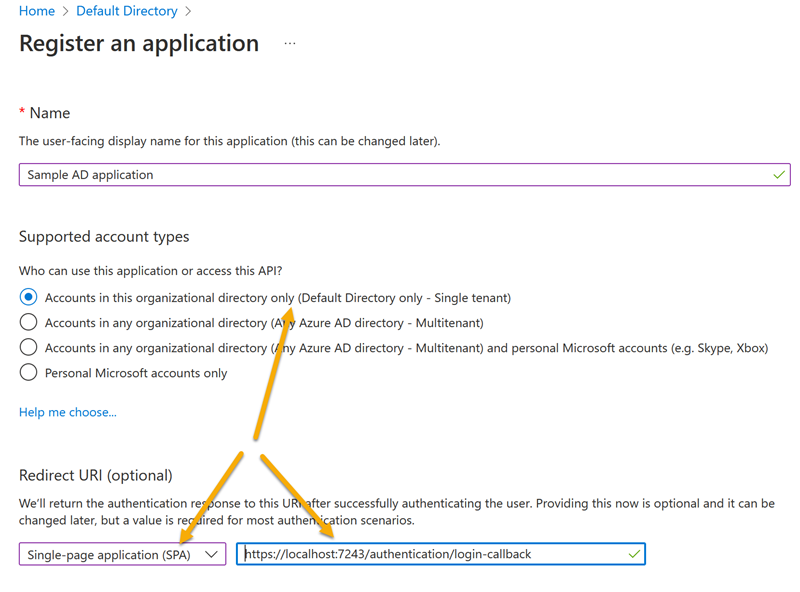 Home > Default Directory >
Register an application ...
* Name
The user-facing display name for this application (this can be changed later).
Sample AD application
Supported account types
Who can use this application or access this API?
Accounts in this organizational directory only (Default Directory only - Single tenant)
Accounts in any organizational directory (Any Azure AD directory - Multitenant)
Accounts in any organizational directory (Any Azure AD directory - Multitenant) and personal Microsoft accounts (e.g. Skype, Xbox)
Personal Microsoft accounts only
Help me choose...
Redirect URI (optional)
We'll return the authentication response to this URI after successfully authenticating the user. Providing this now is optional and it can be
changed later, but a value is required for most authentication scenarios.
Single-page application (SPA) https://localhost:7243/authentication/login-callback